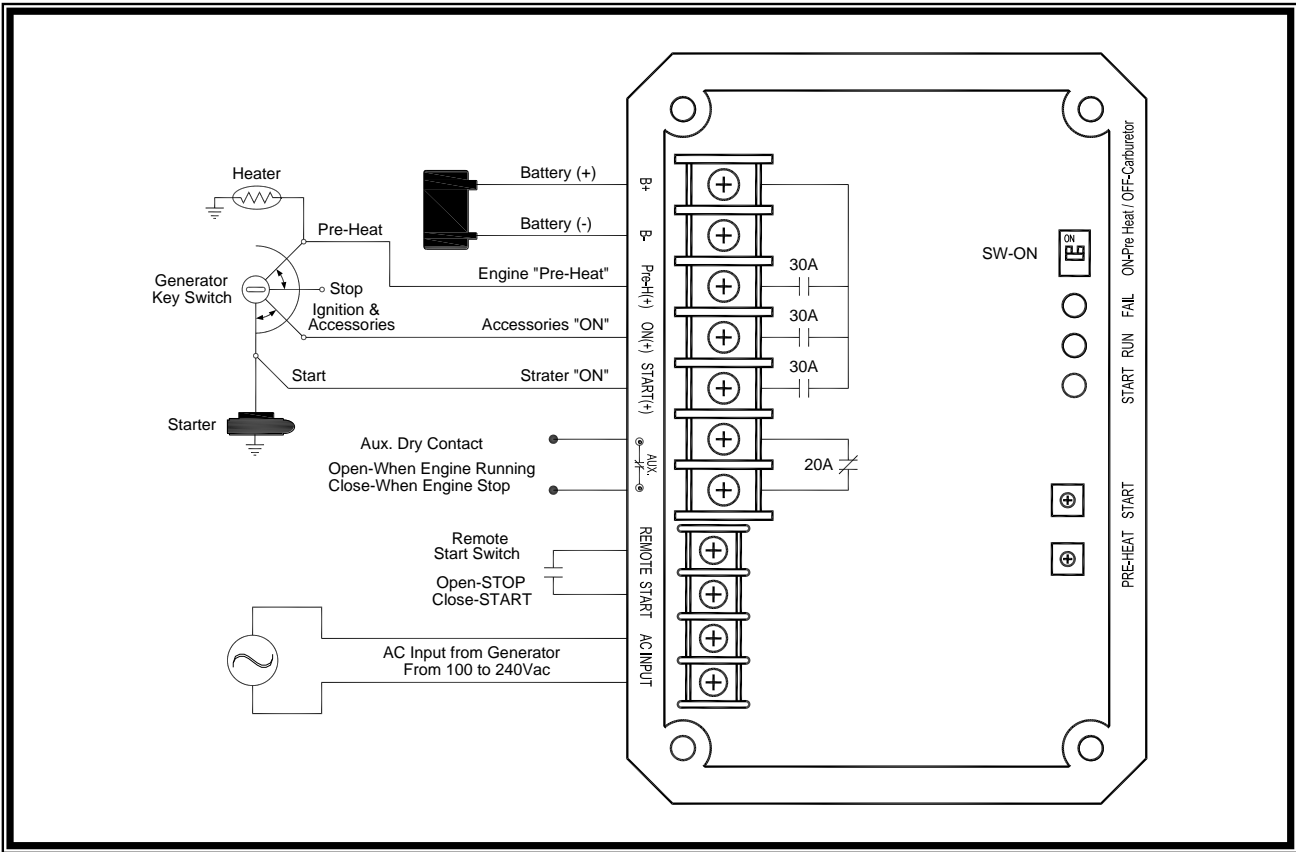 Heater
Pre-Heat
Generator
Key Switch
Stop
Ignition &
Accessories
Start
Starter
Battery (+)
Battery (-)
Engine "Pre-Heat"
Accessories "ON"
Strater "ON"
Aux. Dry Contact
Open-When Engine Running
Close-When Engine Stop
Remote
Start Switch
Open-STOP
Close-START
AC Input from Generator
From 100 to 240Vac
B+
B-
Pre-H(+)
ON(+)
START(+)
AUX.
REMOTE START
AC INPUT
30A
30A
30A
20A
SW-ON
ON
ON-Pre Heat / OFF-Carburetor
FAIL
RUN
START
START
PRE-HEAT